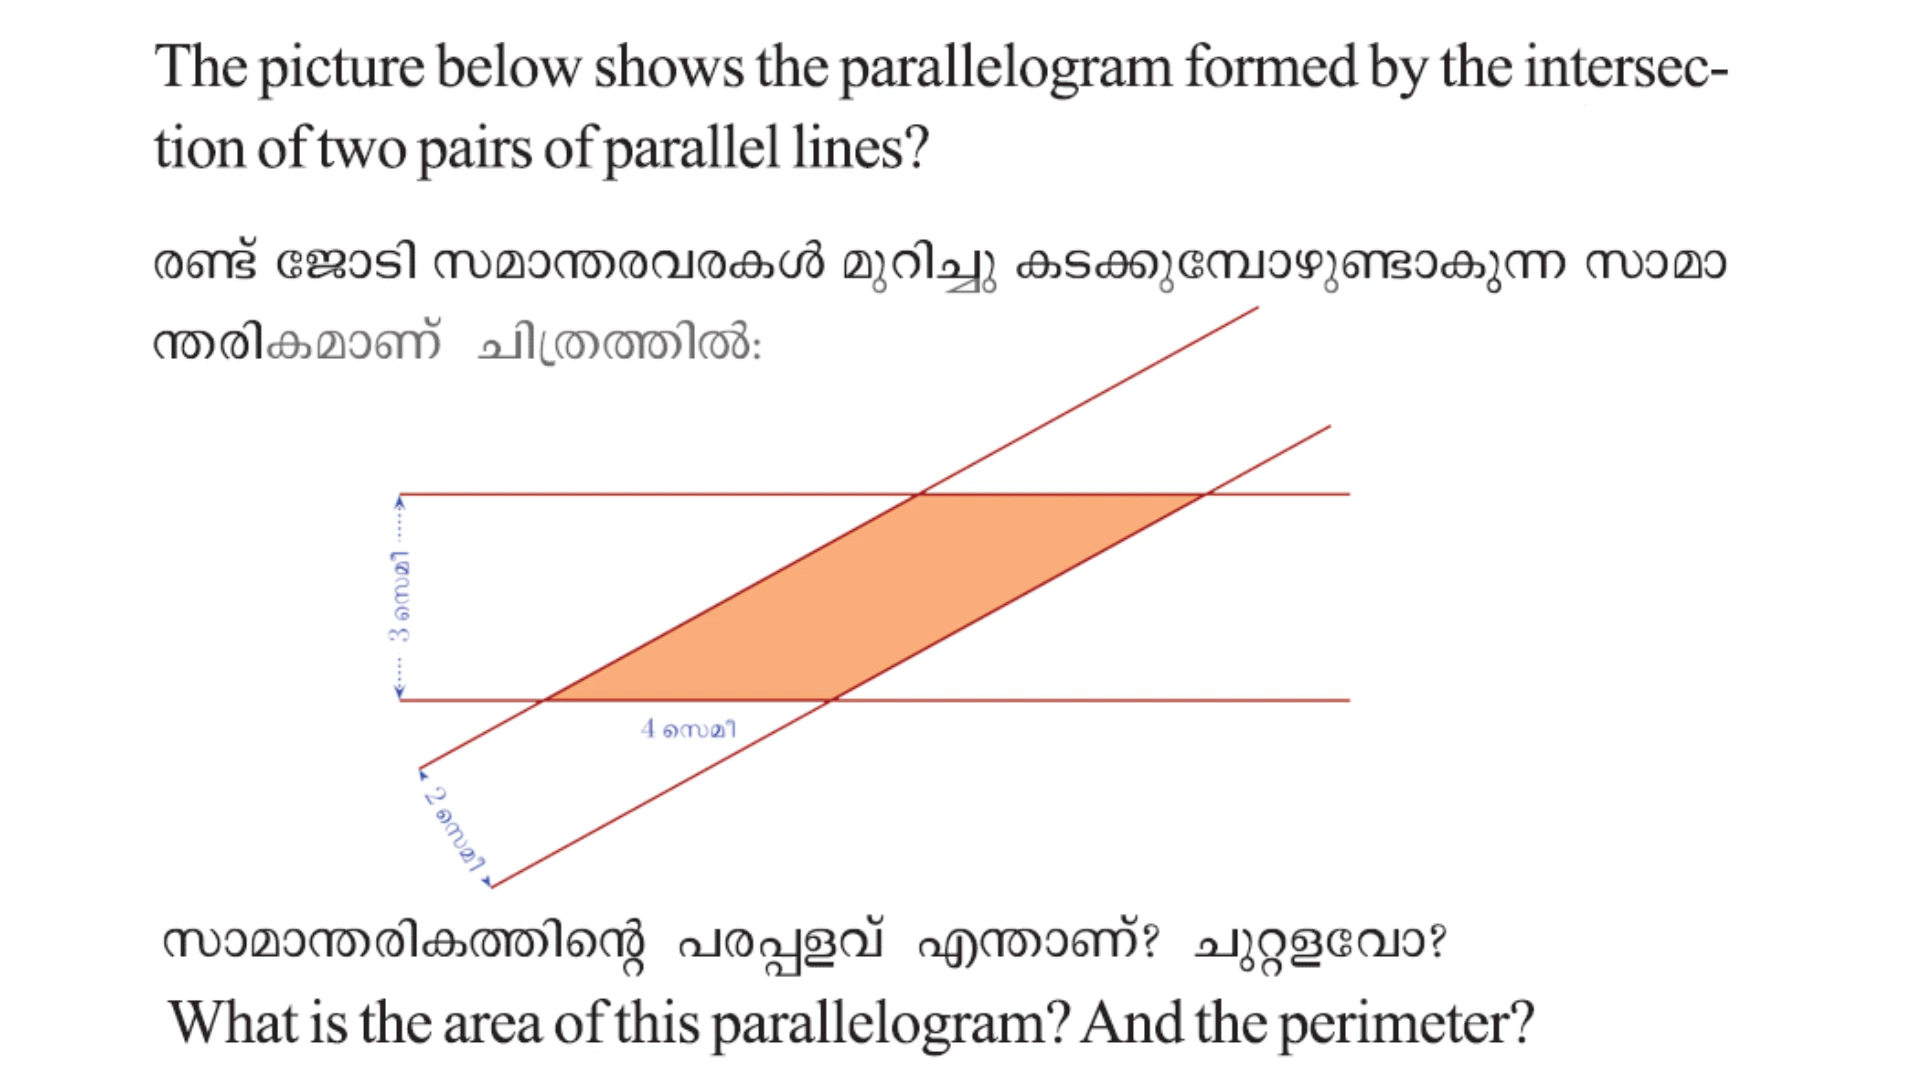 The picture below shows the parallelogram formed by the intersec-
tion of two pairs of parallel lines?
രണ്ട് ജോടി സമാന്തരവരകൾ മുറിച്ചു കടക്കുമ്പോഴുണ്ടാകുന്ന സാമാ
ന്തരികമാണ് ചിത്രത്തിൽ:
3 സെമീ
4 സെമീ
2 സെമീ
സാമാന്തരികത്തിന്റെ പരപ്പളവ് എന്താണ്? ചുറ്റളവോ?
What is the area of this parallelogram? And the perimeter?